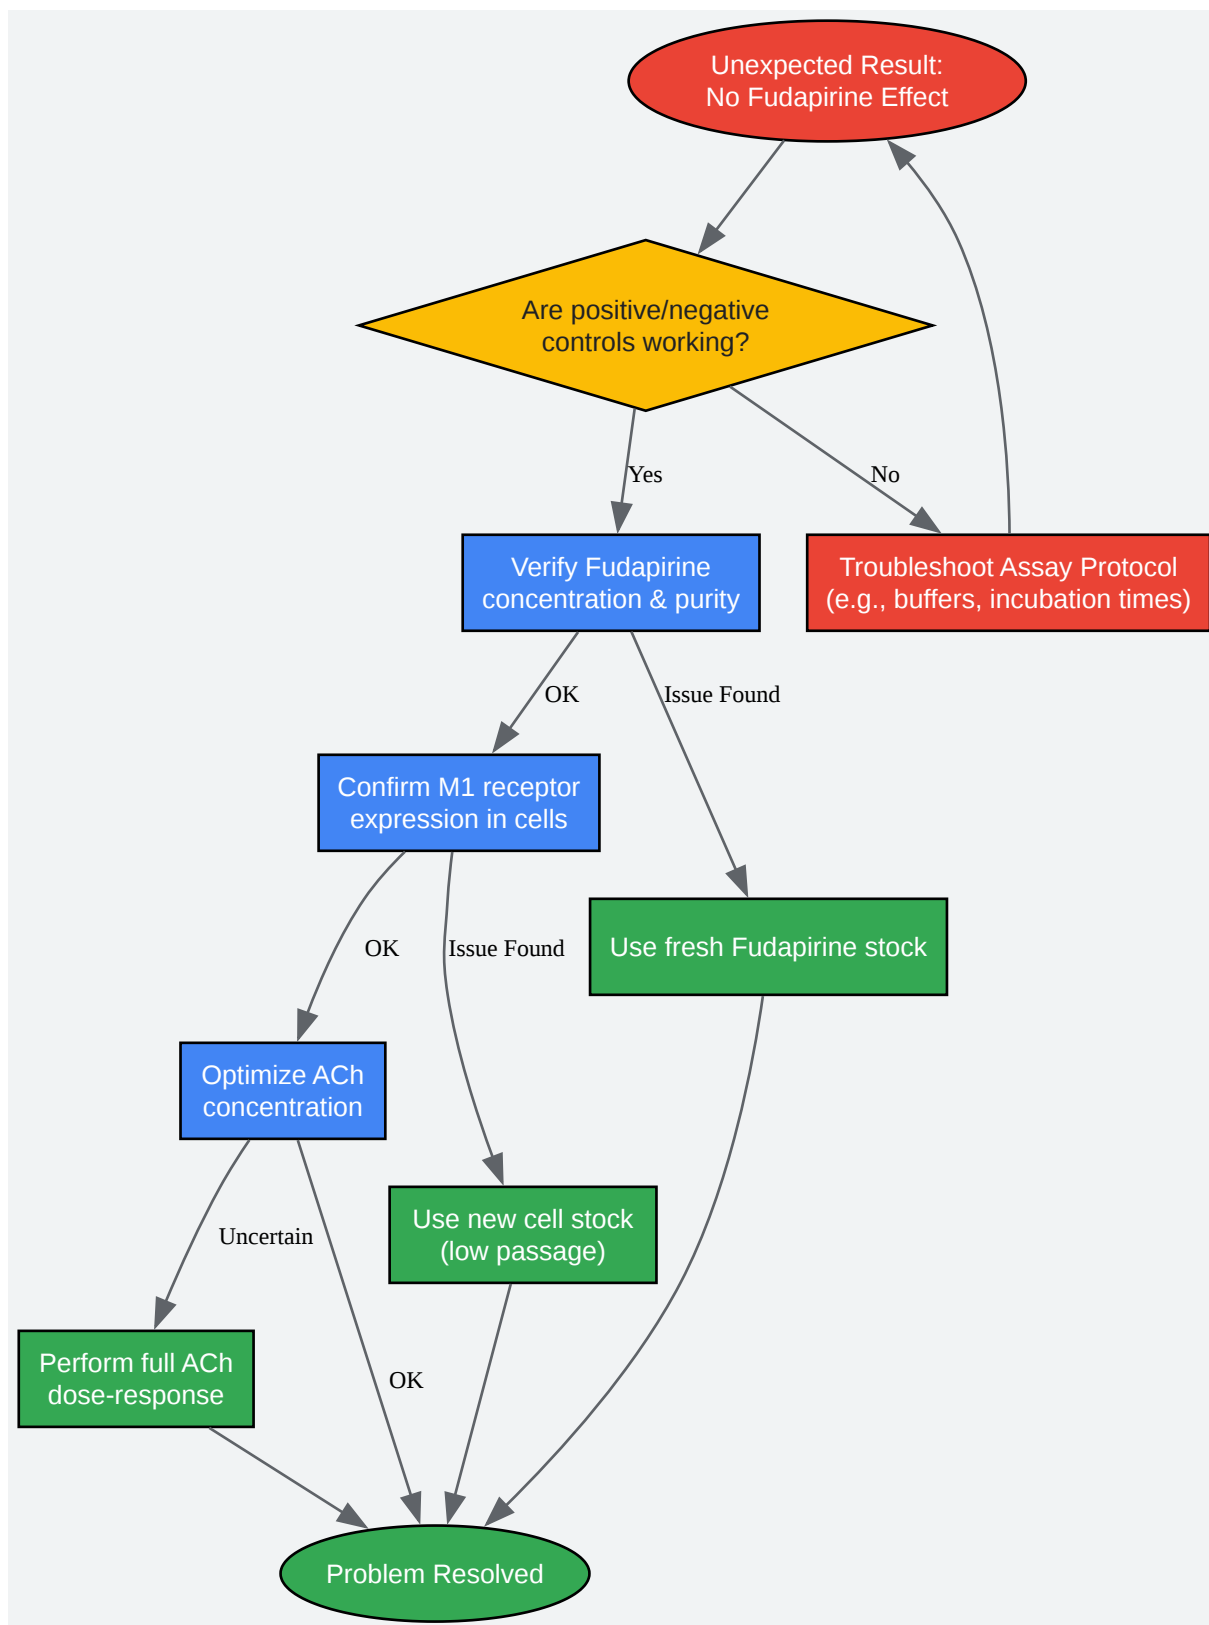 Unexpected Result:
No Fudapirine Effect
Are positive/negative
controls working?
Yes
No
Verify Fudapirine
concentration & purity
Troubleshoot Assay Protocol
(e.g., buffers, incubation times)
OK
Issue Found
Confirm M1 receptor
expression in cells
OK
Issue Found
Use fresh Fudapirine stock
Optimize ACh
concentration
Uncertain
Use new cell stock
(low passage)
Perform full ACh
dose-response
OK
Problem Resolved